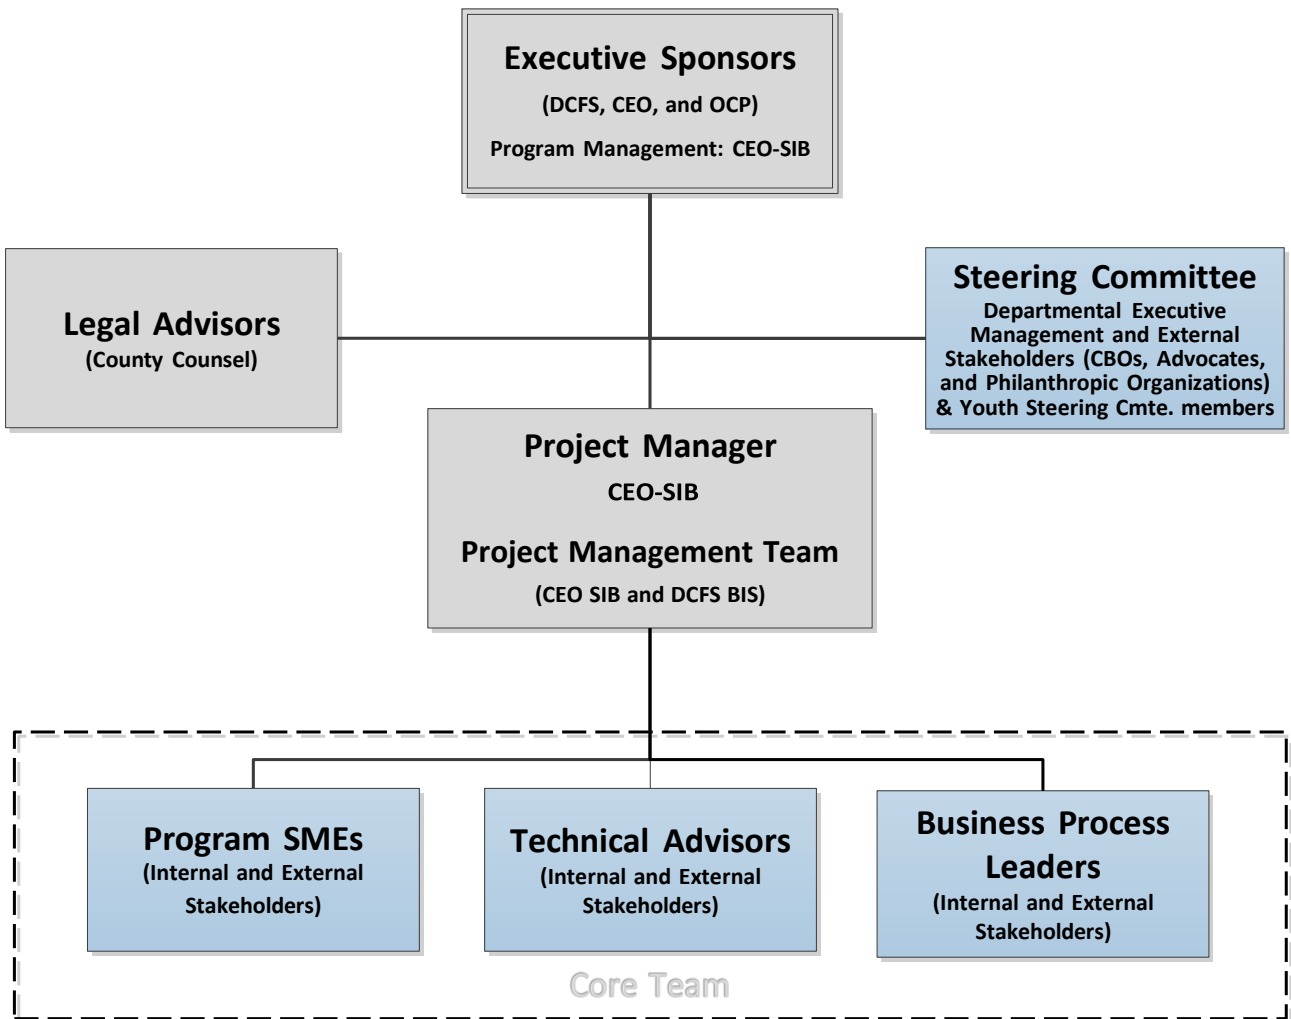 Executive Sponsors
(DCFS, CEO, and OCP)
Program Management: CEO-SIB
Legal Advisors
(County Counsel)
Steering Committee
Departmental Executive
Management and External
Stakeholders (CBOs, Advocates,
and Philanthropic Organizations)
& Youth Steering Cmte. members
Project Manager
CEO-SIB
Project Management Team
(CEO SIB and DCFS BIS)
Program SMEs
(Internal and External
Stakeholders)
Technical Advisors
(Internal and External
Stakeholders)
Business Process
Leaders
(Internal and External
Stakeholders)
Core Team